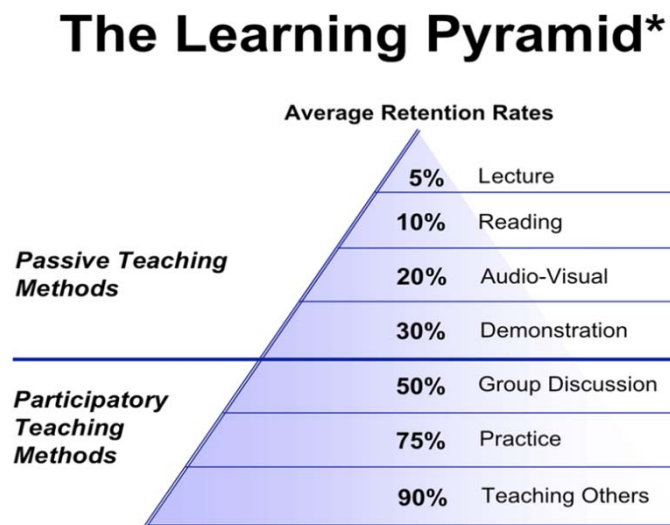 The Learning Pyramid*
Average Retention Rates
5% Lecture
10% Reading
Passive Teaching
Methods
20% Audio-Visual
30% Demonstration
50% Group Discussion
Participatory
Teaching
Methods
75% Practice
90% Teaching Others